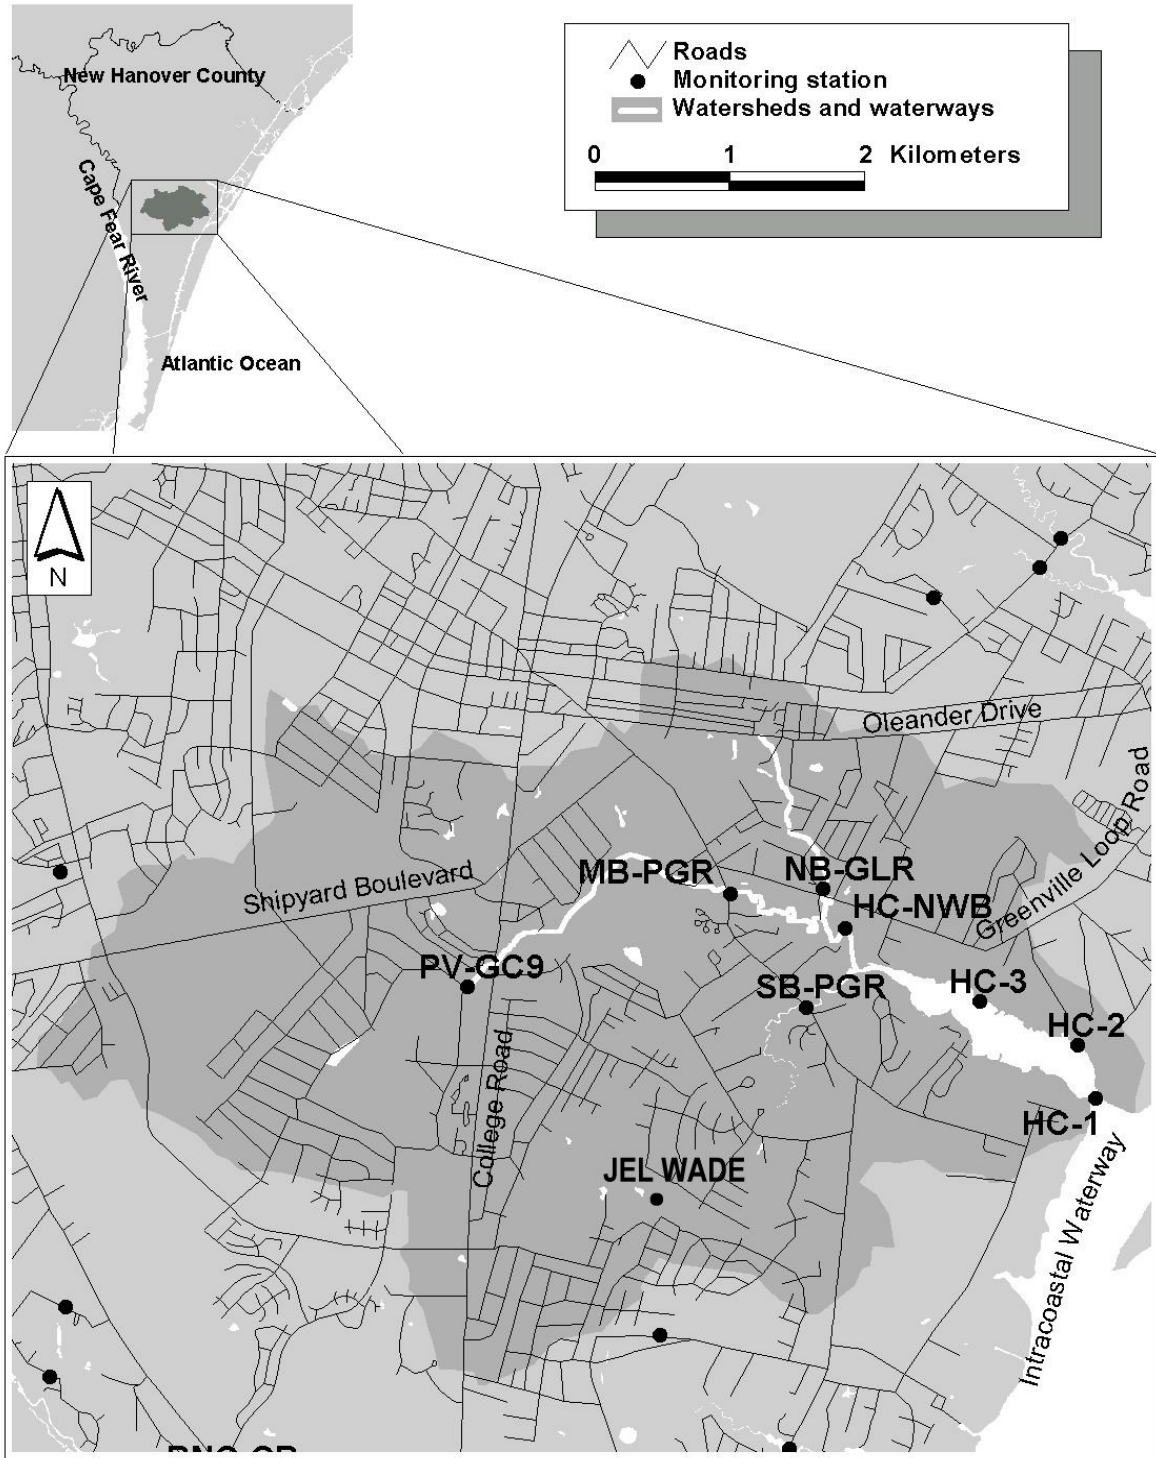 New Hanover County
Cape Fear River
Atlantic Ocean
Roads
Monitoring station
Watersheds and waterways
0 1 2 Kilometers
N
Oleander Drive
Greenville Loop Road
Shipyard Boulevard
MB-PGR
NB-GLR
HC-NWB
PV-GC9
SB-PGR
HC-3
HC-2
HC-1
College Road
JEL WADE
Intracoastal Waterway